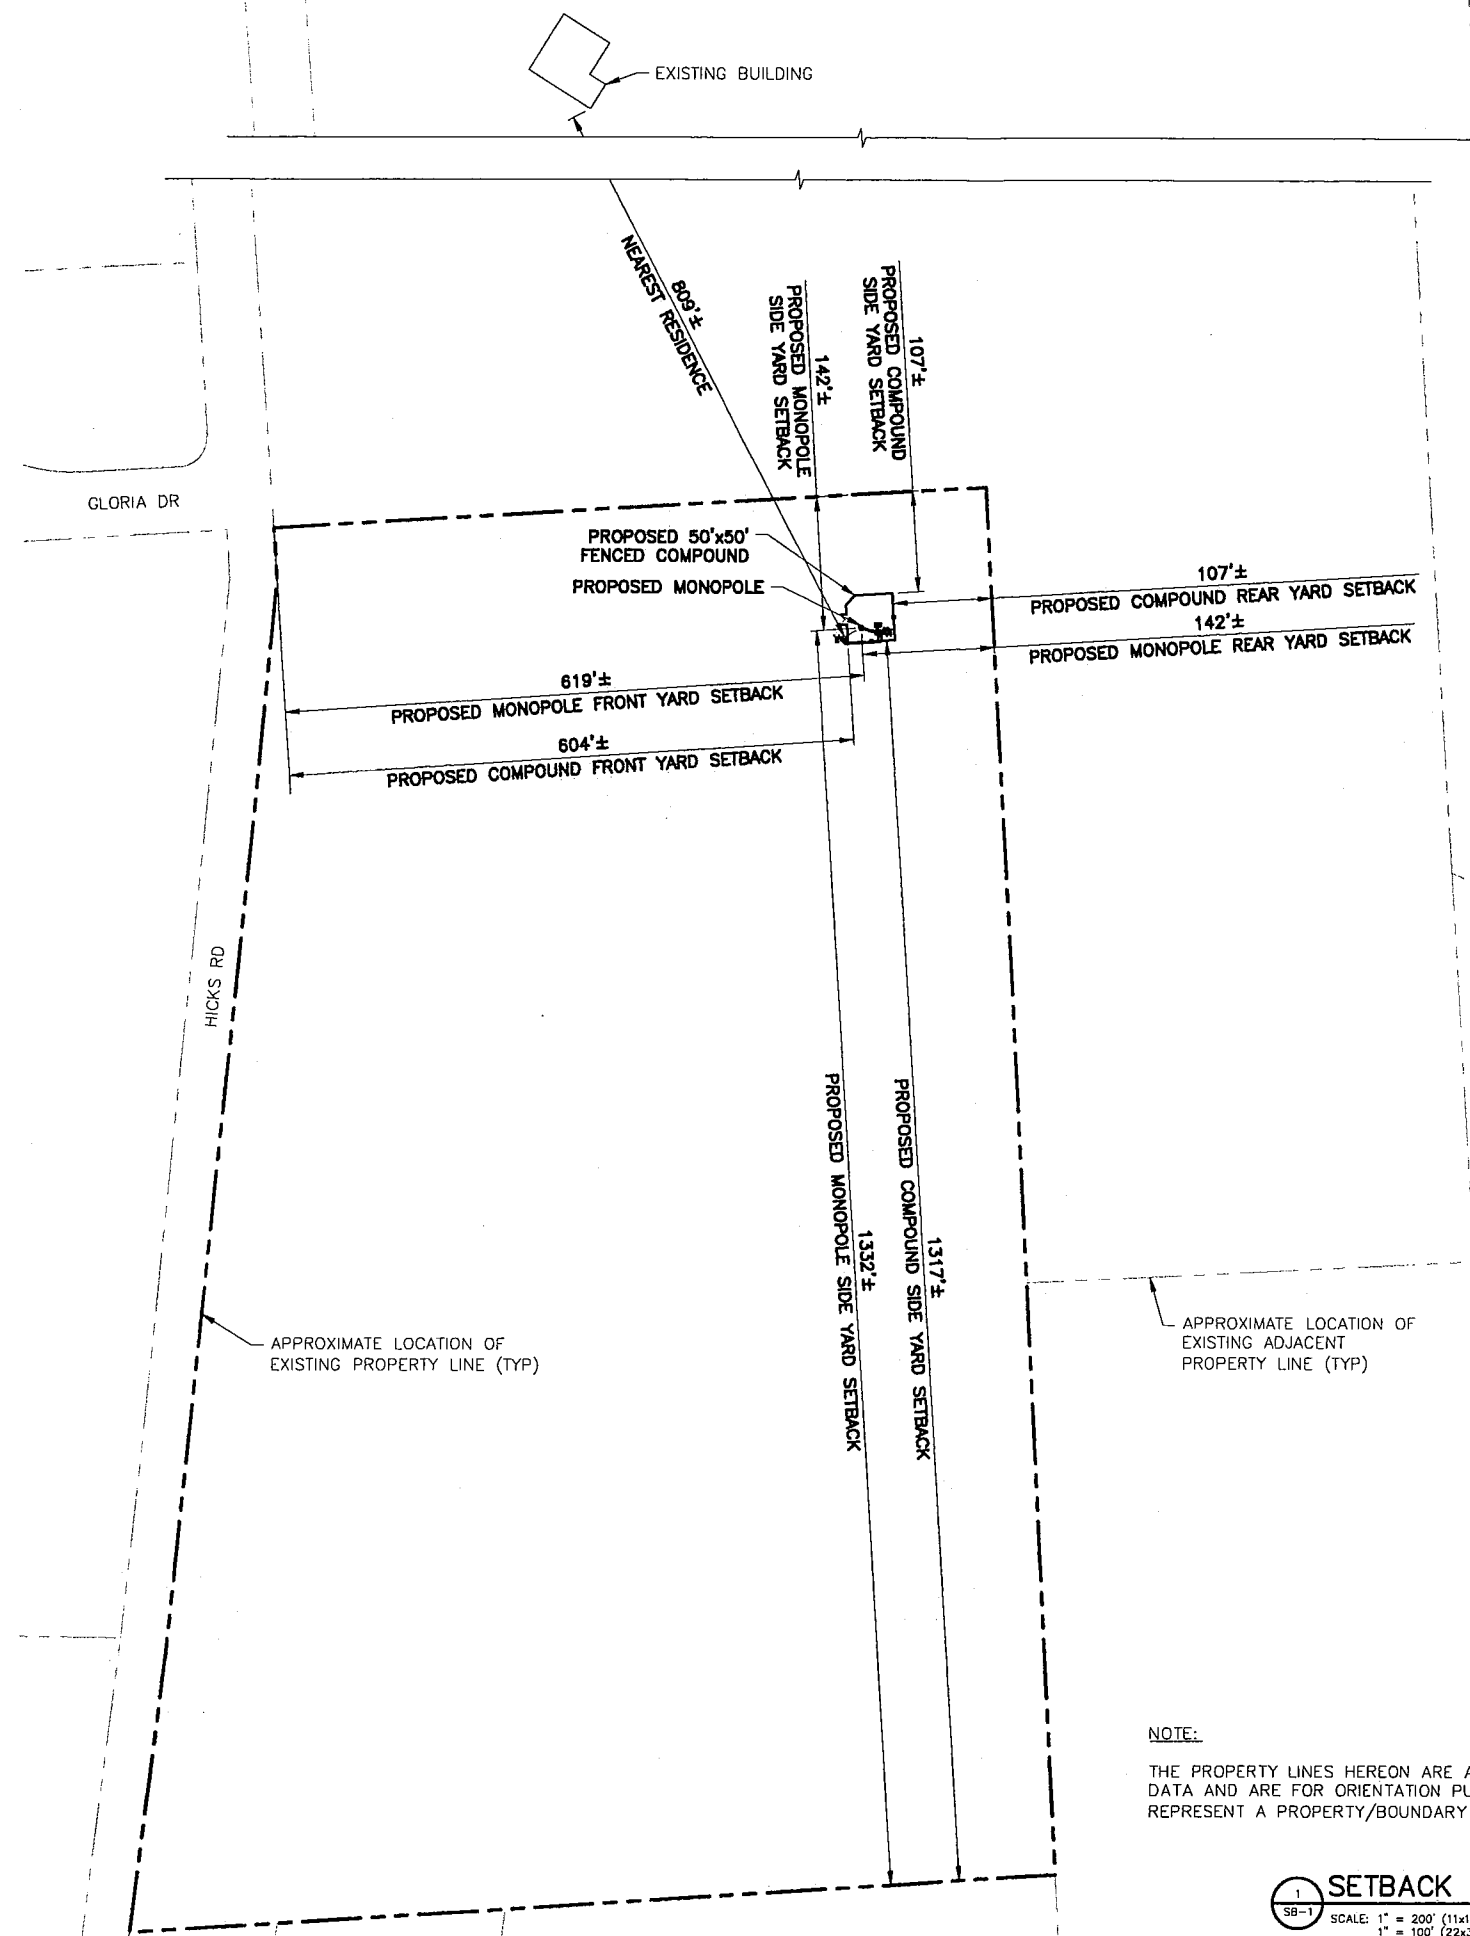 EXISTING BUILDING
809'±
NEAREST RESIDENCE
142'±
PROPOSED MONOPOLE
SIDE YARD SETBACK
107'±
PROPOSED COMPOUND
SIDE YARD SETBACK
GLORIA DR
PROPOSED 50'x50'
FENCED COMPOUND
PROPOSED MONOPOLE
107'±
PROPOSED COMPOUND REAR YARD SETBACK
142'±
PROPOSED MONOPOLE REAR YARD SETBACK
619'±
PROPOSED MONOPOLE FRONT YARD SETBACK
604'±
PROPOSED COMPOUND FRONT YARD SETBACK
HICKS RD
1332'±
PROPOSED MONOPOLE SIDE YARD SETBACK
1317'±
PROPOSED COMPOUND SIDE YARD SETBACK
APPROXIMATE LOCATION OF
EXISTING PROPERTY LINE (TYP)
APPROXIMATE LOCATION OF
EXISTING ADJACENT
PROPERTY LINE (TYP)
NOTE:
THE PROPERTY LINES HEREON ARE
DATA AND ARE FOR ORIENTATION
REPRESENT A PROPERTY/BOUNDARY
1
SB-1
SETBACK
SCALE: 1" = 200'
1" = 100'